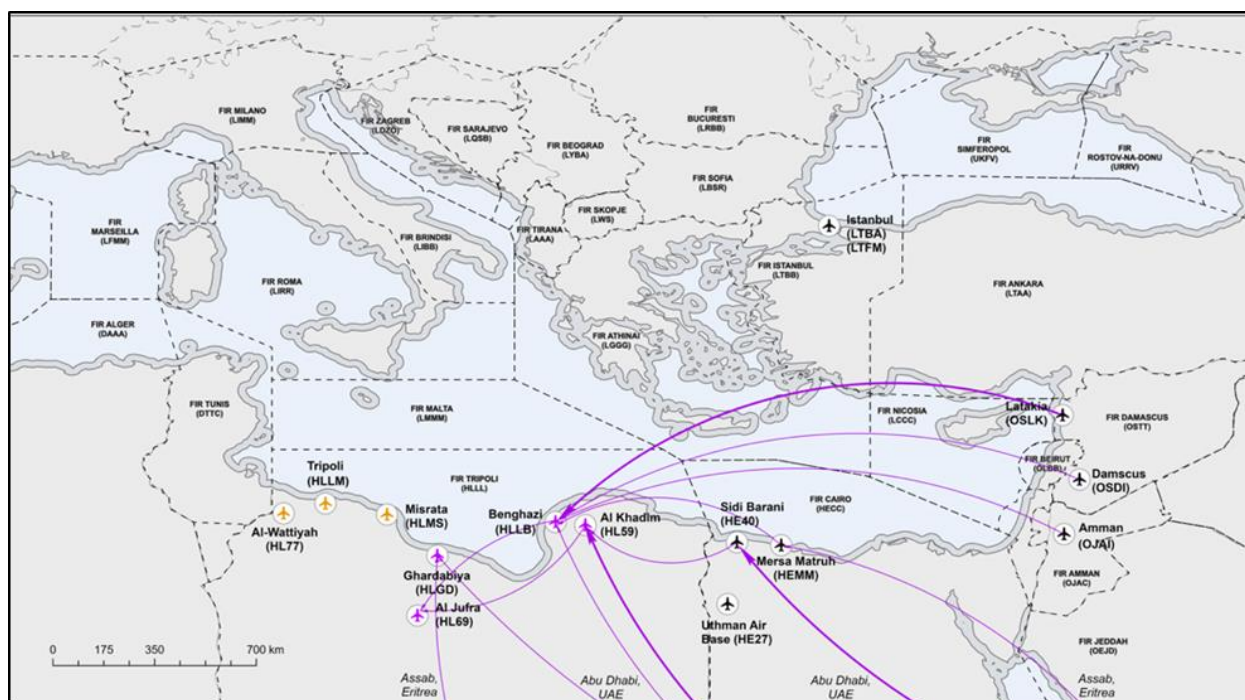 FIR MILANO
(LIMM)
FIR ZAGREB
(LDZO)
FIR SARAJEVO
(LQSB)
FIR BEOGRAD
(LYBA)
FIR
BUCURESTI
(LRBB)
FIR
SIMFEROPOL
(UKFV)
FIR
ROSTOV-NA-DONU
(URRV)
FIR SOFIA
(LBSR)
FIR SKOPJE
(LWS)
FIR
MARSEILLA
(LFMM)
FIR BRINDISI
(LIBB)
FIR TIRANA
(LAAA)
Istanbul
(LTBA)
(LTFM)
FIR ISTANBUL
(LTBB)
FIR ROMA
(LIRR)
FIR ANKARA
(LTAA)
FIR ALGER
(DAAA)
FIR ATHINAI
(LGGG)
FIR TUNIS
(DTTC)
FIR MALTA
(LMMM)
FIR NICOSIA
(LCCC)
Latakia
(OSLK)
FIR DAMASCUS
(OSTT)
FIR BEIRUT
(OLBB)
Damscus
(OSDI)
Tripoli
(HLLM)
FIR TRIPOLI
(HLLL)
Al-Wattiyah
(HL77)
Misrata
(HLMS)
Benghazi
(HLLB)
Al Khadim
(HL59)
Sidi Barani
(HE40)
FIR CAIRO
(HECC)
Mersa Matruh
(HEMM)
Amman
(OJAI)
FIR AMMAN
(OJAC)
Ghardabiya
(HLGD)
Al Jufra
(HL69)
Uthman Air
Base (HE27)
FIR JEDDAH
(OEJD)
0 175 350 700 km
Assab,
Eritrea
Abu Dhabi,
UAE
Abu Dhabi,
UAE
Assab,
Eritrea